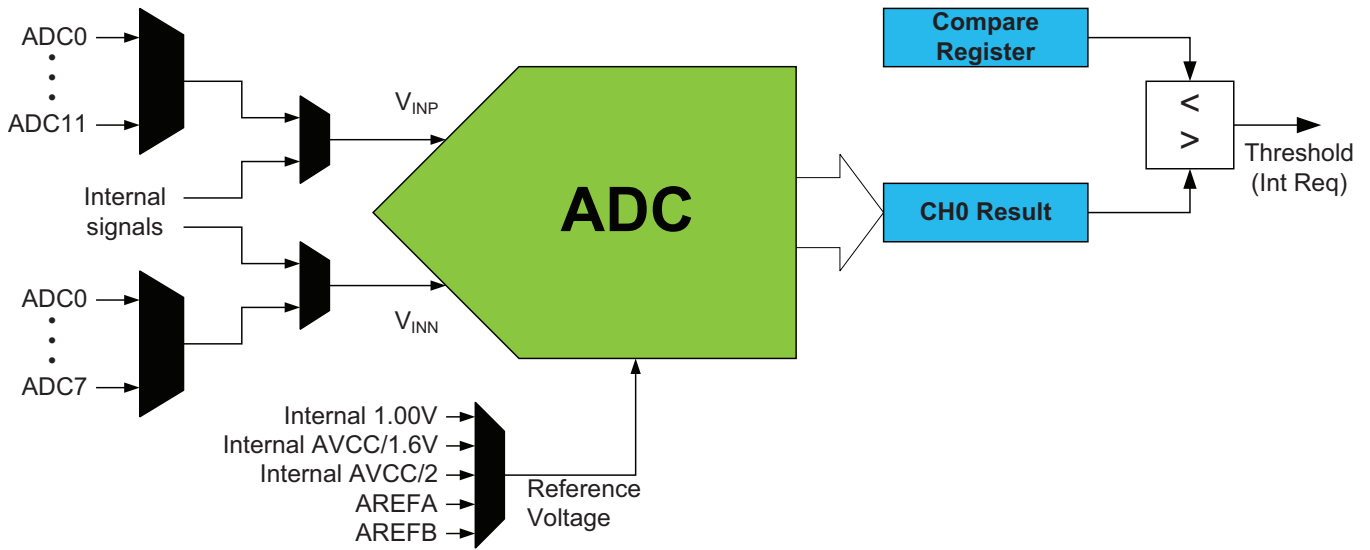 ADC0
ADC11
Internal
signals
ADC0
ADC7
VINP
VINN
ADC
Internal 1.00V
Internal AVCC/1.6V
Internal AVCC/2
AREFA
AREFB
Reference
Voltage
Compare
Register
CH0 Result
<
>
Threshold
(Int Req)